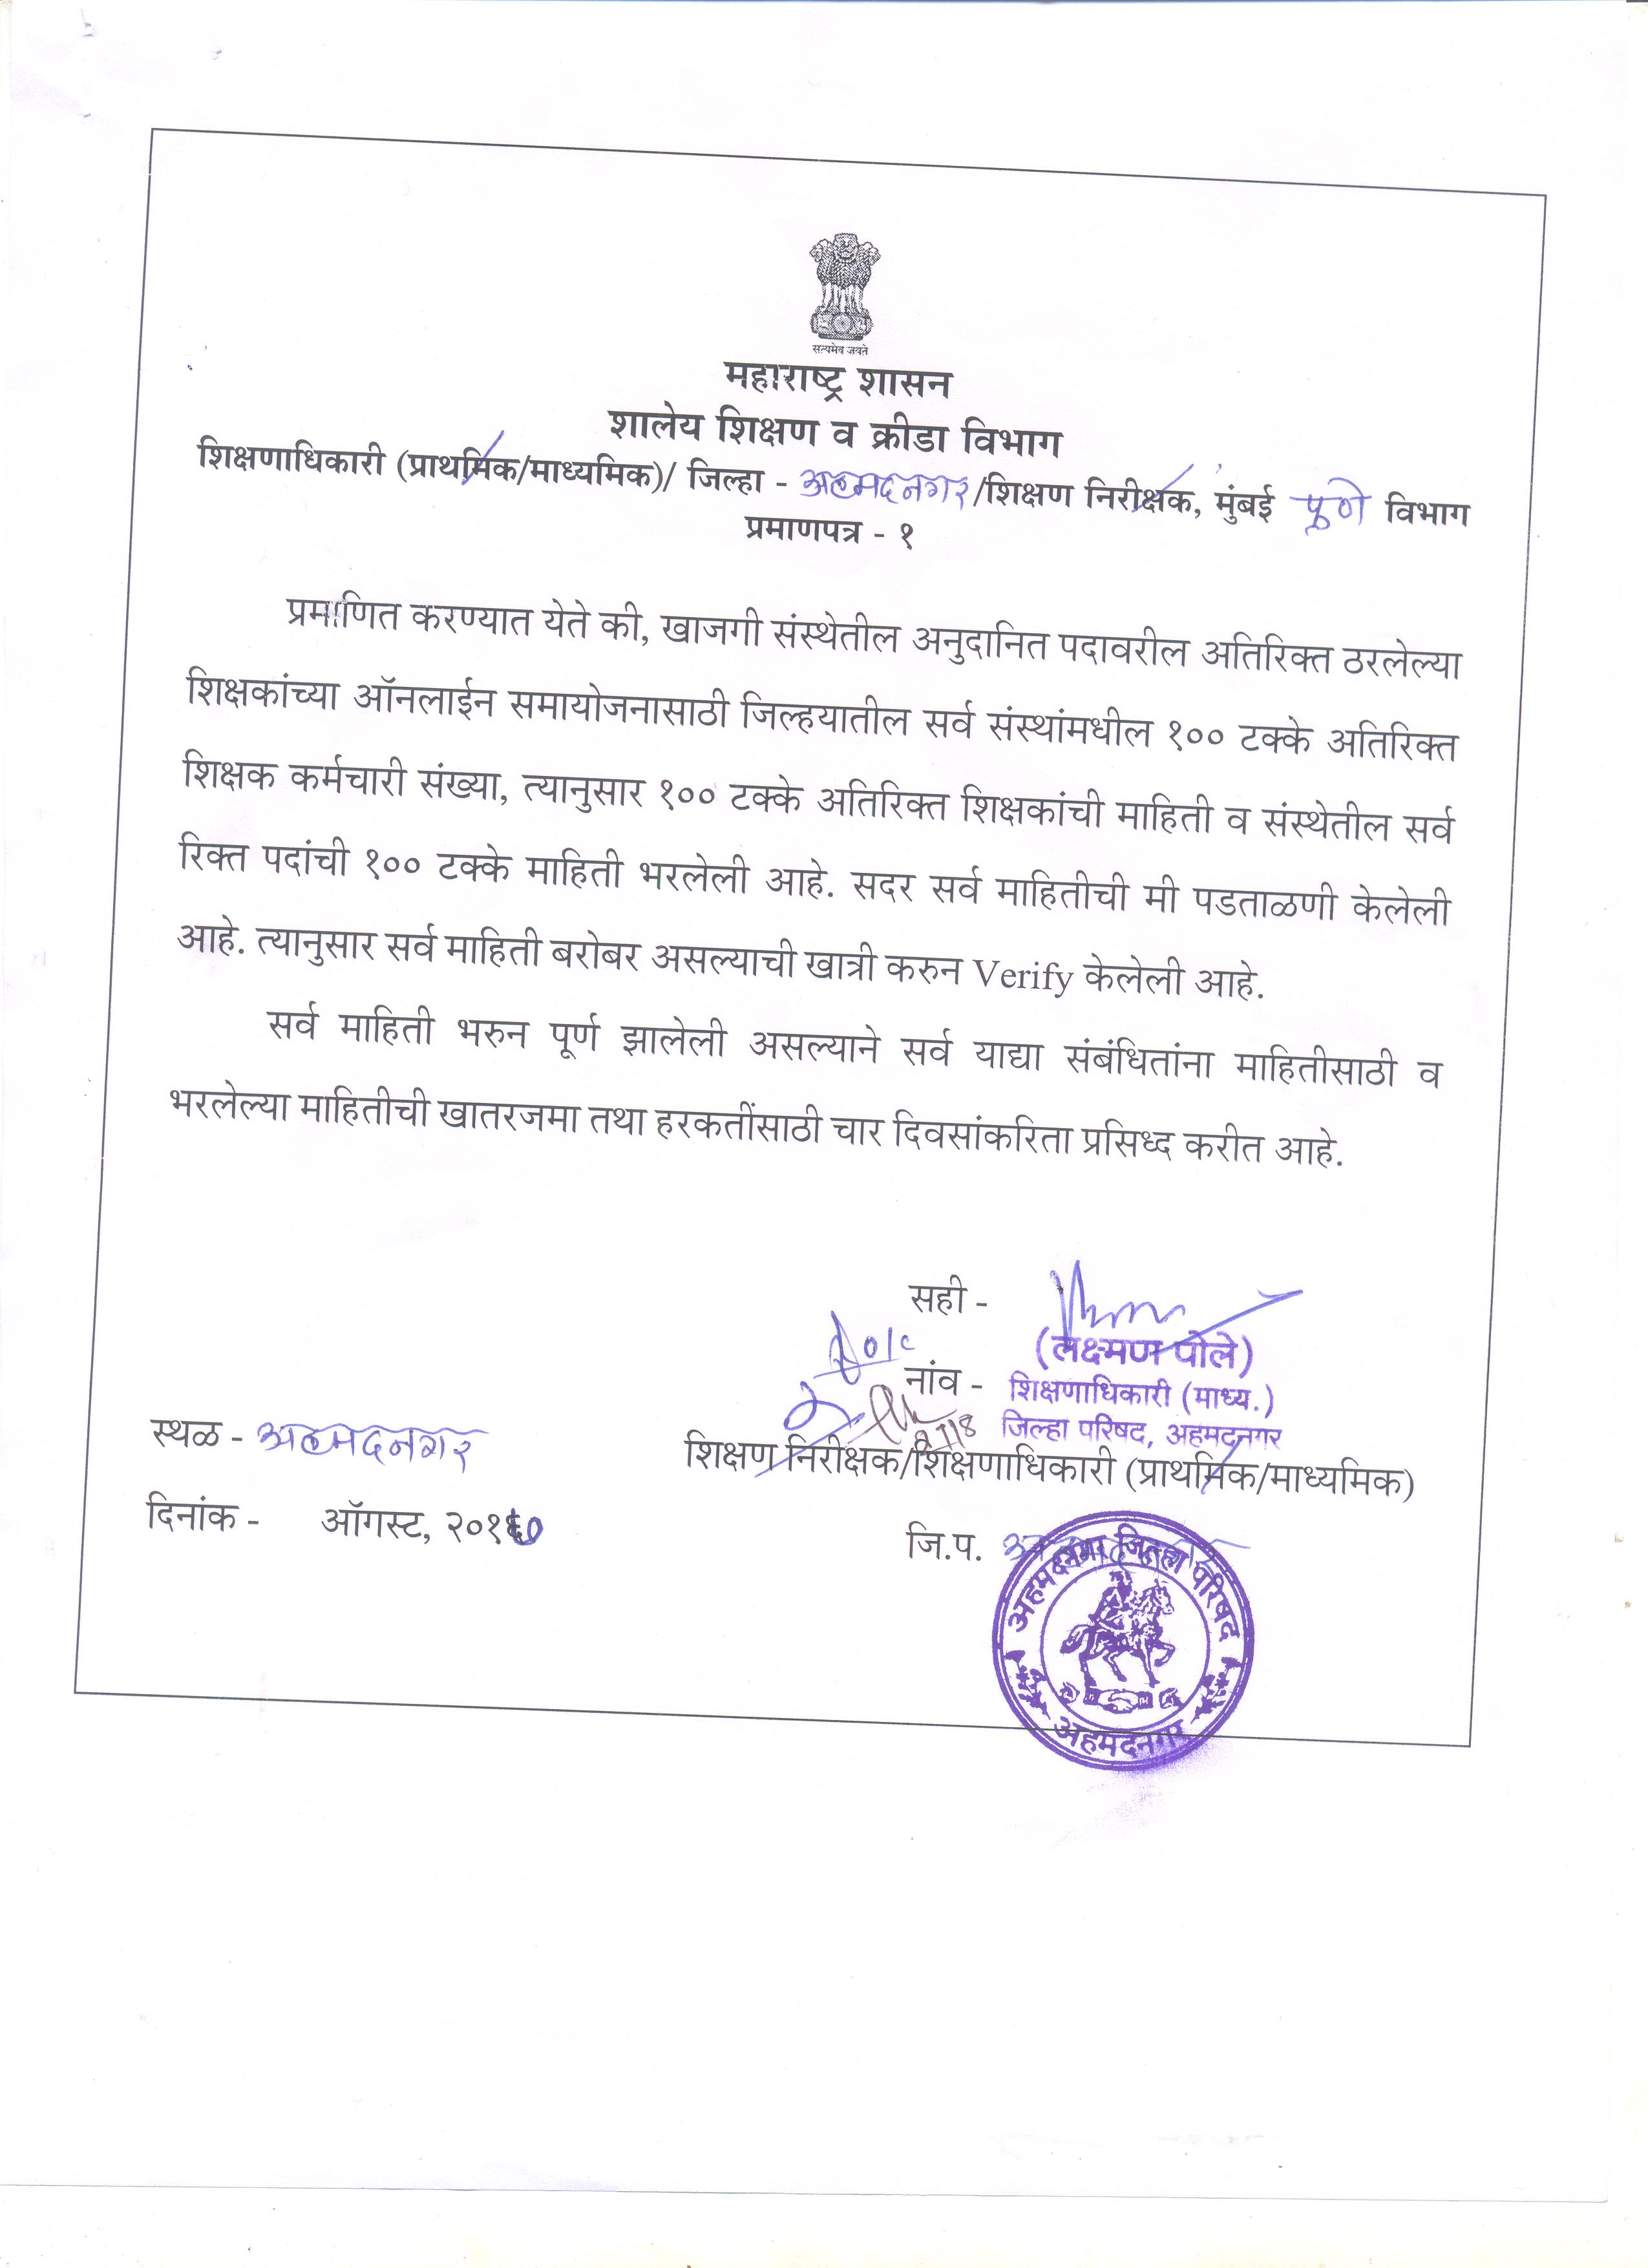 सत्यमेव जयते
महाराष्ट्र शासन
शालेय शिक्षण व क्रीडा विभाग
शिक्षणाधिकारी (प्राथमिक/माध्यमिक)/ जिल्हा - अहमदनगर /शिक्षण निरीक्षक, मुंबई पुणे विभाग
प्रमाणपत्र - १
प्रमाणित करण्यात येते की, खाजगी संस्थेतील अनुदानित पदावरील अतिरिक्त ठरलेल्या
शिक्षकांच्या ऑनलाईन समायोजनासाठी जिल्हयातील सर्व संस्थांमधील १०० टक्के अतिरिक्त
शिक्षक कर्मचारी संख्या, त्यानुसार १०० टक्के अतिरिक्त शिक्षकांची माहिती व संस्थेतील सर्व
रिक्त पदांची १०० टक्के माहिती भरलेली आहे. सदर सर्व माहितीची मी पडताळणी केलेली
आहे. त्यानुसार सर्व माहिती बरोबर असल्याची खात्री करुन Verify केलेली आहे.
सर्व माहिती भरुन पूर्ण झालेली असल्याने सर्व याद्या संबंधितांना माहितीसाठी व
भरलेल्या माहितीची खातरजमा तथा हरकतींसाठी चार दिवसांकरिता प्रसिध्द करीत आहे.
सही -
(लक्ष्मण पोले)
नांव - शिक्षणाधिकारी (माध्य.)
जिल्हा परिषद, अहमदनगर
स्थळ - अहमदनगर
शिक्षण निरीक्षक/शिक्षणाधिकारी (प्राथमिक/माध्यमिक)
दिनांक - ऑगस्ट, २०१७
जि.प.
अहमदनगर जिल्हा परिषद
अहमदनगर